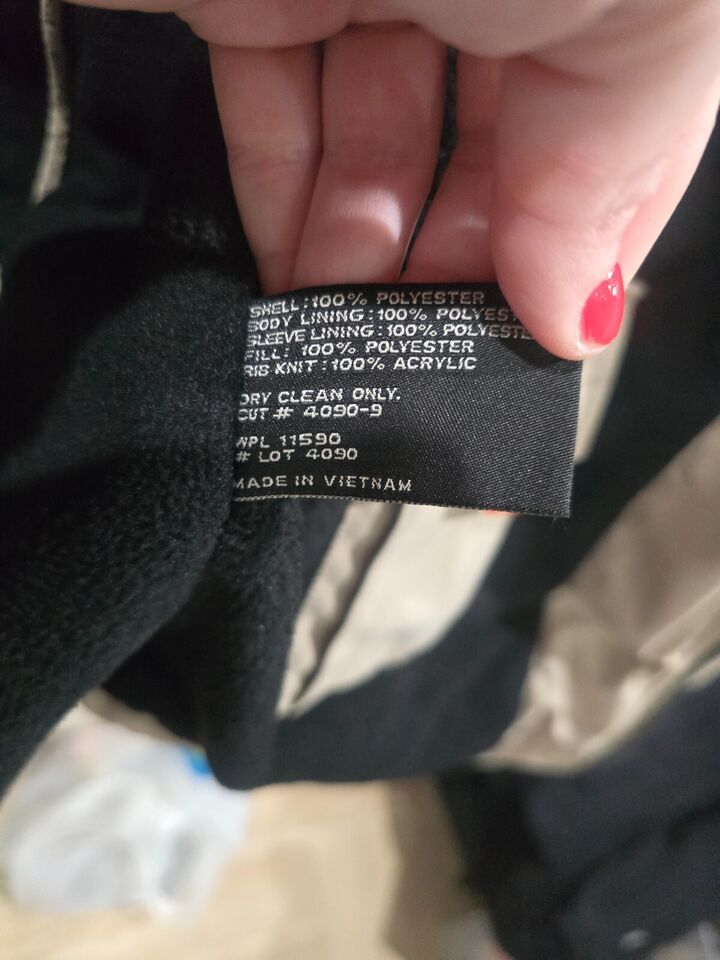 SHELL: 100% POLYESTER
BODY LINING: 100% POLYES
SLEEVE LINING: 100% POLYESTE
FILL: 100% POLYESTER
RIB KNIT: 100% ACRYLIC
DRY CLEAN ONLY.
CUT # 4090-9
WPL 11590
# LOT 4090
MADE IN VIETNAM